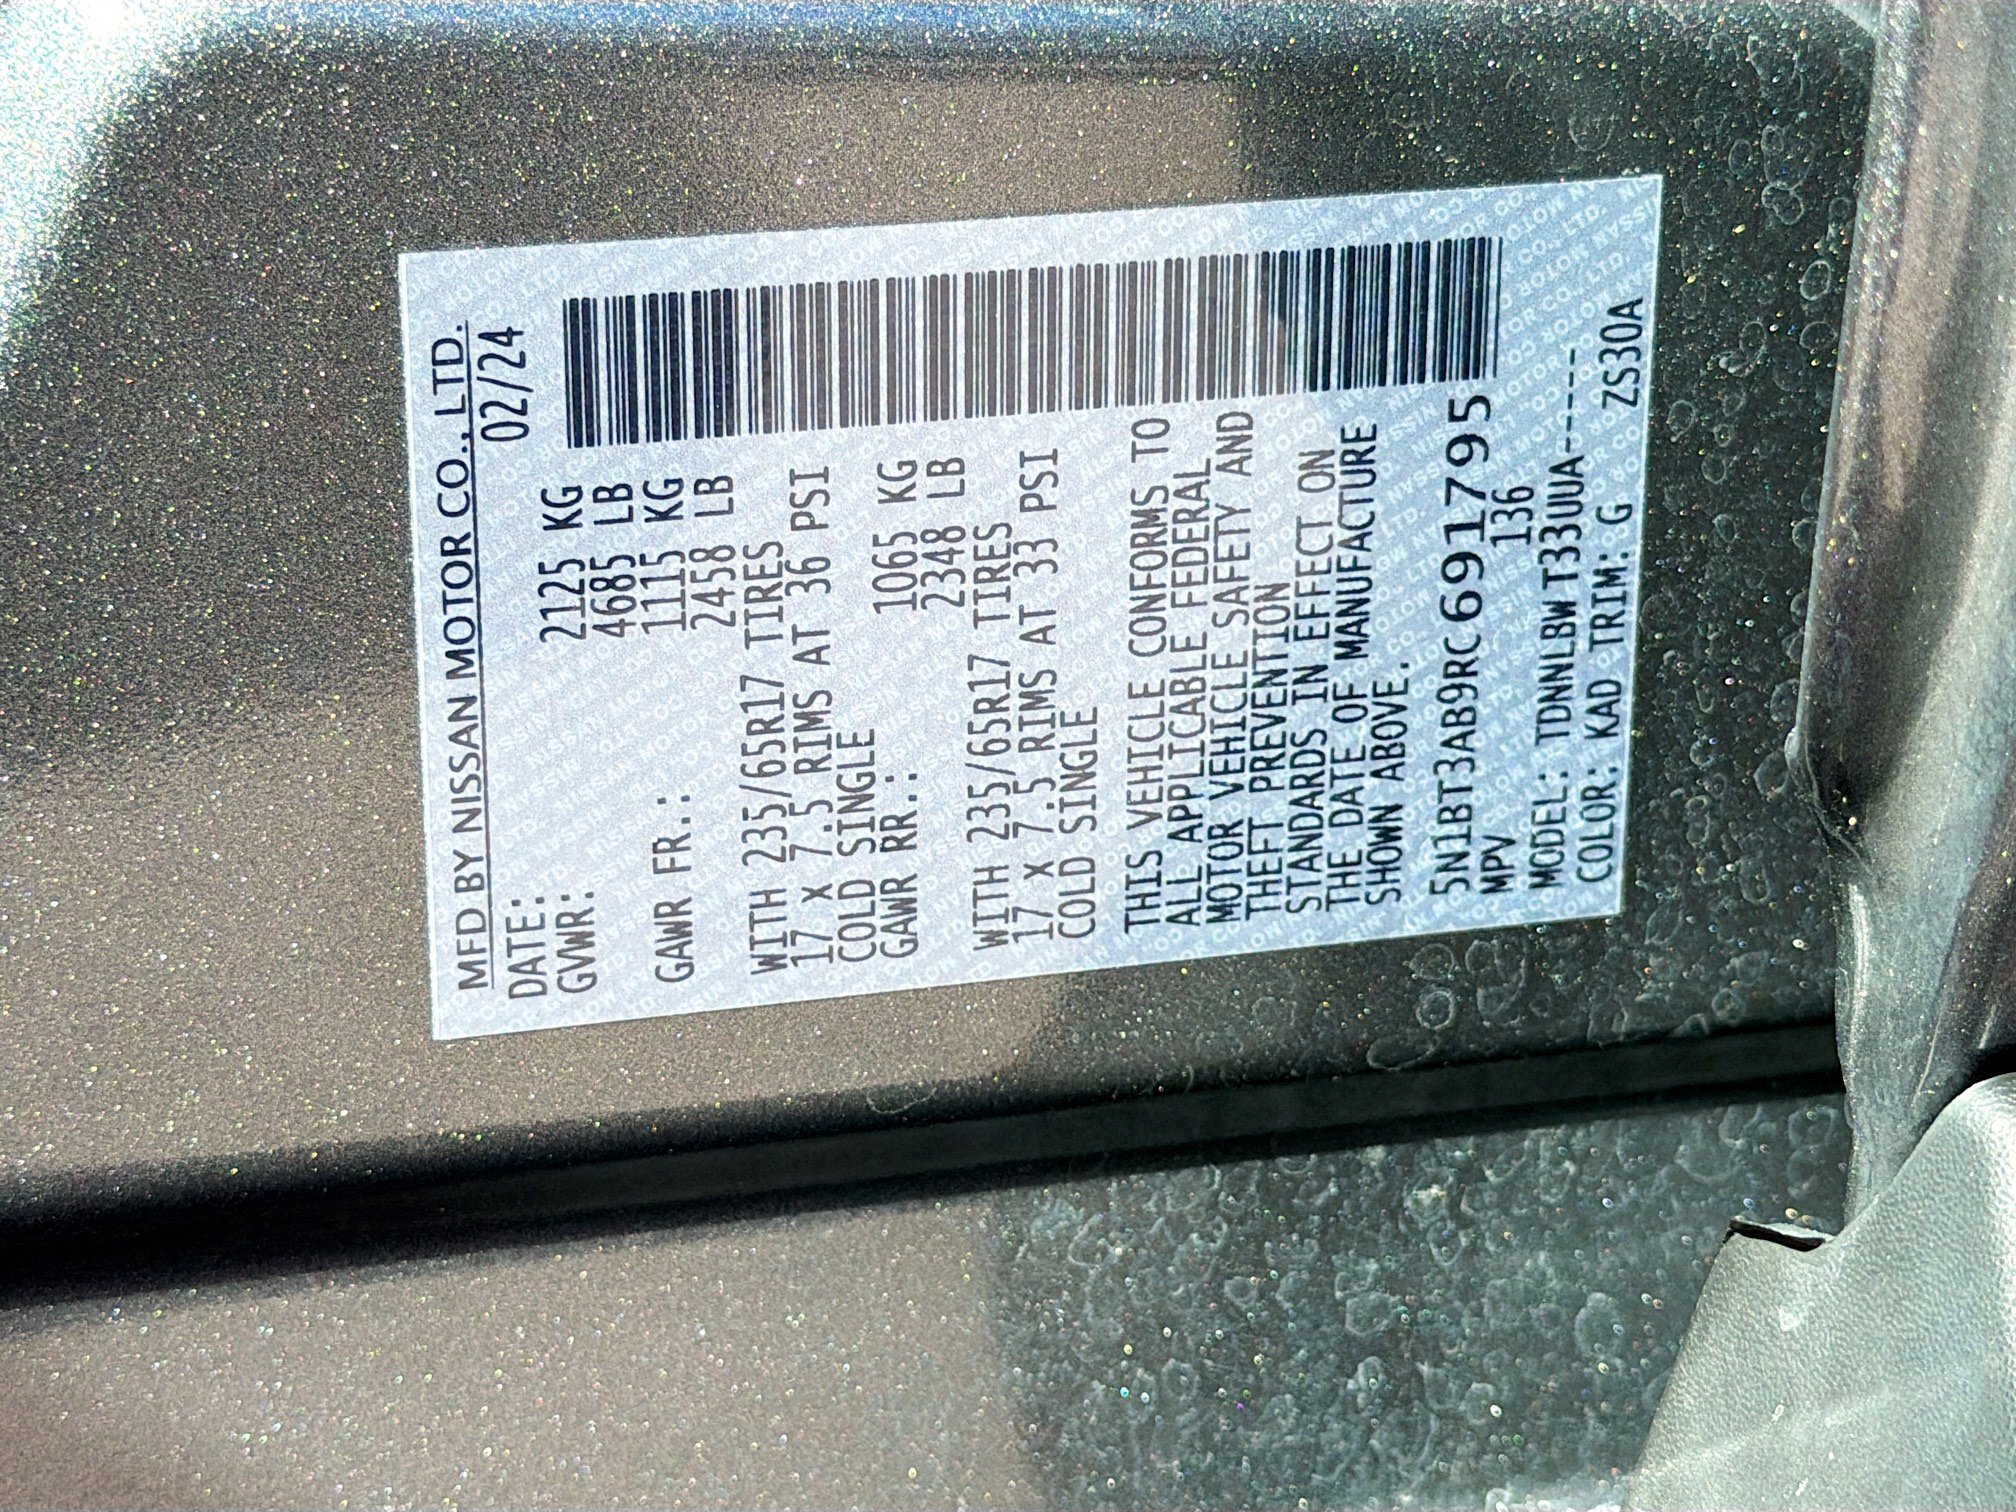 MFD BY NISSAN MOTOR CO., LTD.
DATE: 02/24
GVWR: 2125 KG
4685 LB
GAWR FR.: 1115 KG
2458 LB
WITH 235/65R17 TIRES
17 X 7.5 RIMS AT 36 PSI
COLD SINGLE
GAWR RR.: 1065 KG
2348 LB
WITH 235/65R17 TIRES
17 X 7.5 RIMS AT 33 PSI
COLD SINGLE
THIS VEHICLE CONFORMS TO
ALL APPLICABLE FEDERAL
MOTOR VEHICLE SAFETY AND
THEFT PREVENTION
STANDARDS IN EFFECT ON
THE DATE OF MANUFACTURE
SHOWN ABOVE.
5N1BT3AB9RC691795
MPV 136
MODEL: TDNNLBW T33UUA------
COLOR: KAD TRIM: G ZS30A